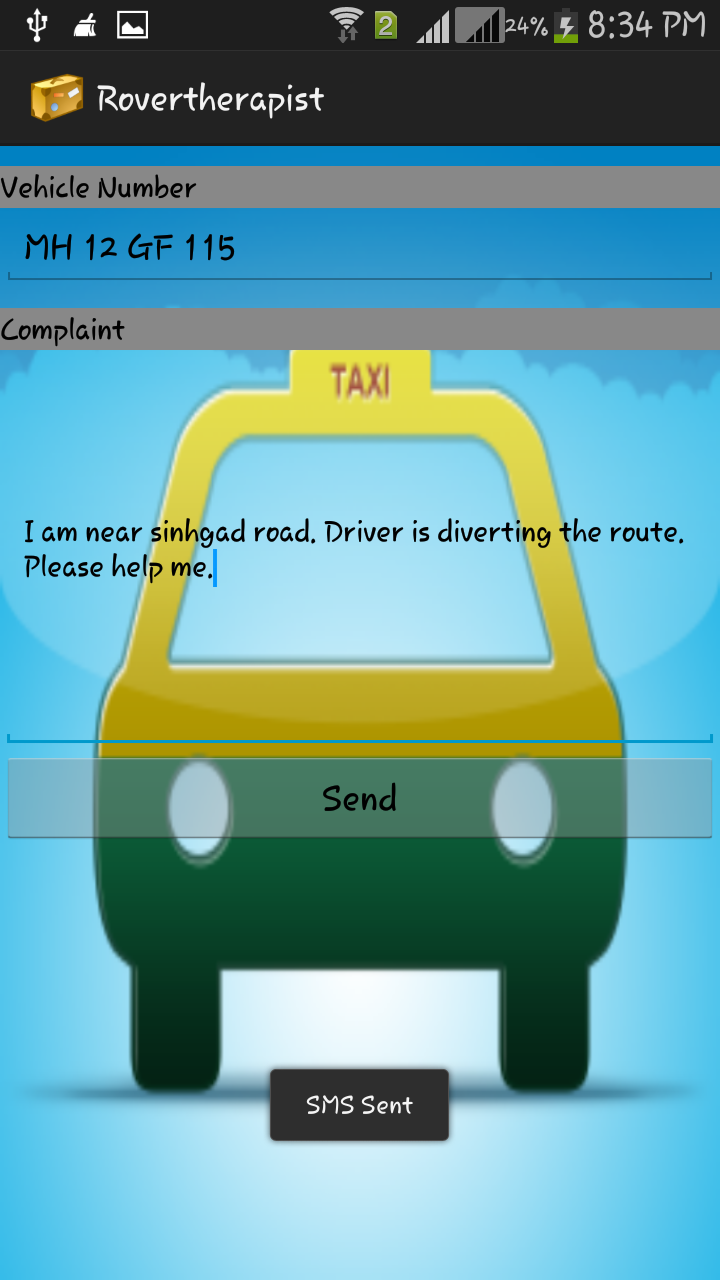 2 24% 8:34 PM
Rovertherapist
Vehicle Number
MH 12 GF 115
Complaint
TAXI
I am near sinhgad road. Driver is diverting the route.
Please help me.
Send
SMS Sent